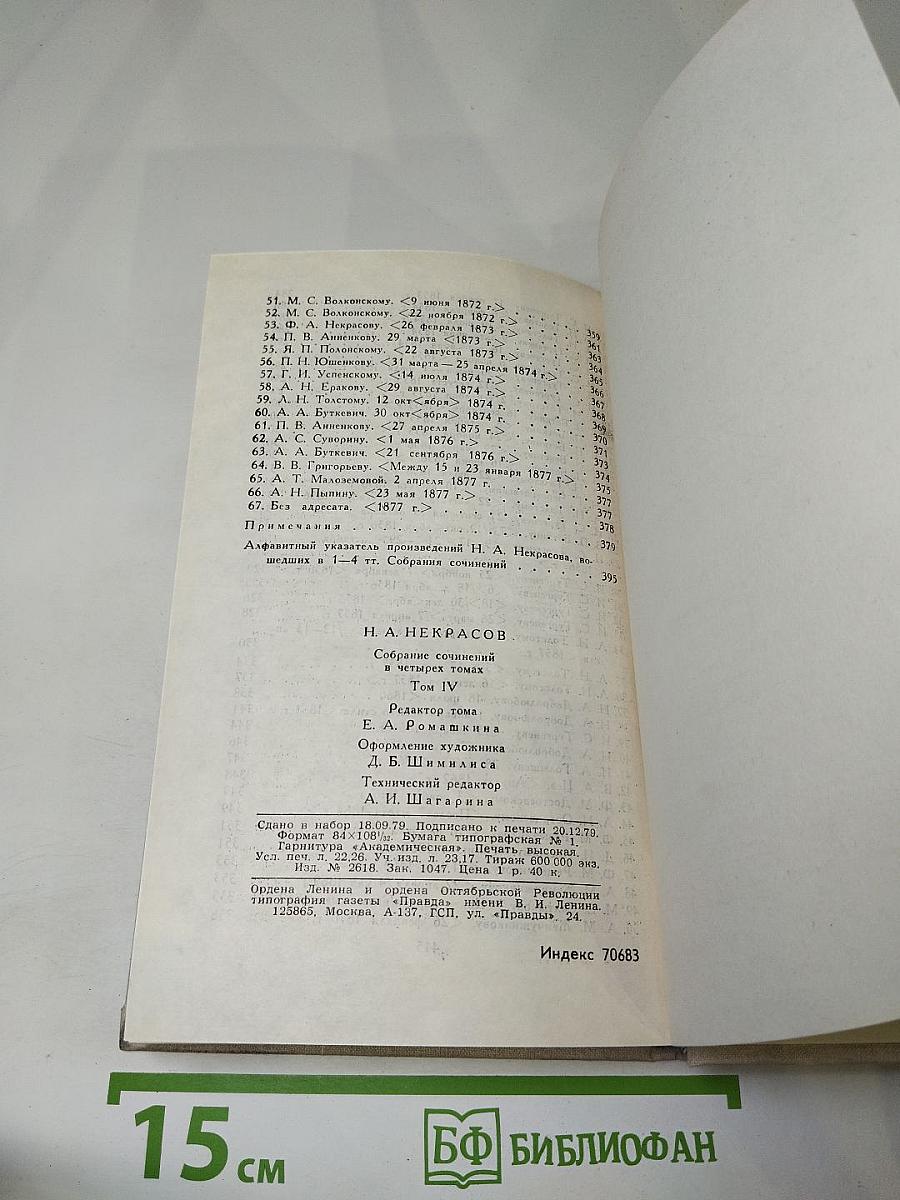 51. М. С. Волконскому. <9 июня 1872 г.> . . . . . . 359
52. М. С. Волконскому. <22 ноября 1872 г.> . . . . 361
53. Ф. А. Некрасову. <26 февраля 1873 г.> . . . . . 363
54. П. В. Анненкову. 29 марта <1873 г.> . . . . . . 364
55. Я. П. Полонскому. <22 августа 1873 г.> . . . . . 365
56. П. Н. Юшенкову. <31 марта — 25 апреля 1874 г.> . . 366
57. Г. И. Успенскому. <14 июля 1874 г.> . . . . . . 367
58. А. Н. Еракову. <29 августа 1874 г.> . . . . . . 368
59. Л. Н. Толстому. 12 окт<ября> 1874 г. . . . . . . 369
60. А. А. Буткевич. 30 окт<ября> 1874 г. . . . . . . 370
61. П. В. Анненкову. <27 апреля 1875 г.> . . . . . . 371
62. А. С. Суворину. <1 мая 1876 г.> . . . . . . . 373
63. А. А. Буткевич. <21 сентября 1876 г.> . . . . . 374
64. В. В. Григорьеву. <Между 15 и 23 января 1877 г.> . . 375
65. А. Т. Малоземовой. 2 апреля 1877 г. . . . . . . 377
66. А. Н. Пыпину. <23 мая 1877 г.> . . . . . . . 377
67. Без адресата. <1877 г.> . . . . . . . . . 378
Примечания . . . . . . . . . . . . . 379
Алфавитный указатель произведений Н. А. Некрасова, во-
шедших в 1—4 тт. Собрания сочинений . . . . . . 395
Н. А. НЕКРАСОВ
Собрание сочинений
в четырех томах
Том IV
Редактор тома
Е. А. Ромашкина
Оформление художника
Д. Б. Шимилиса
Технический редактор
А. И. Шагарина
Сдано в набор 18.09.79. Подписано к печати 20.12.79.
Формат 84×108¹/₃₂. Бумага типографская № 1.
Гарнитура «Академическая». Печать высокая.
Усл. печ. л. 22,26. Уч. изд. л. 23,17. Тираж 600 000 экз.
Изд. № 2618. Зак. 1047. Цена 1 р. 40 к.
Ордена Ленина и ордена Октябрьской Революции
типография газеты «Правда» имени В. И. Ленина.
125865, Москва, А-137, ГСП, ул. «Правды». 24.
Индекс 70683
15 см
БФ БИБЛИОФАН